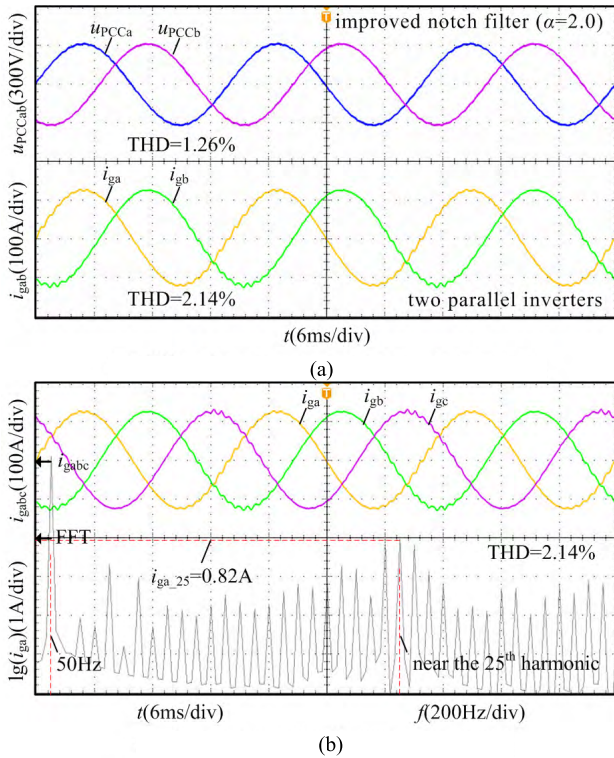 T
improved notch filter (α=2.0)
uPCCa
uPCCb
uPCCab(300V/div)
THD=1.26%
iga
igb
igab(100A/div)
THD=2.14%
two parallel inverters
t(6ms/div)
(a)
T
iga
igb
igc
igabc(100A/div)
igabc
FFT
THD=2.14%
iga_25=0.82A
lg(iga)(1A/div)
50Hz
near the 25th harmonic
t(6ms/div)
f(200Hz/div)
(b)